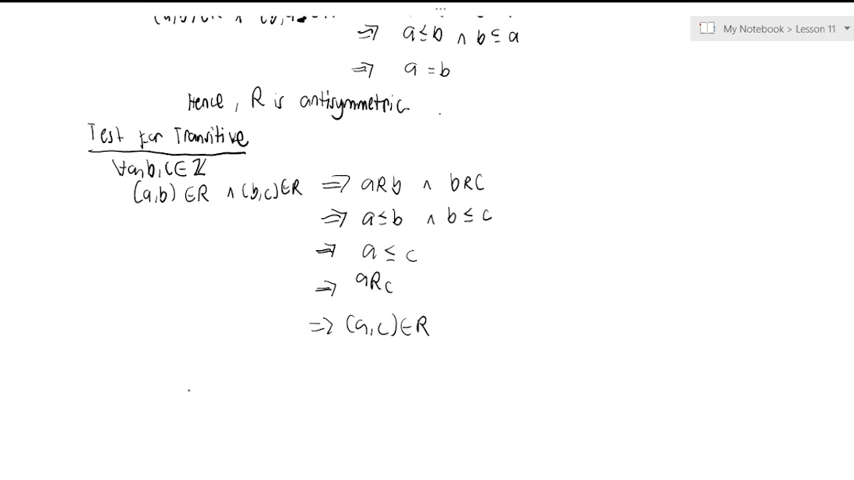 My Notebook > Lesson 11
⇒ a ≤ b ∧ b ≤ a
⇒ a = b
Hence, R is antisymmetric.
Test for Transitive
∀a,b,c∈ℤ
(a,b)∈R ∧ (b,c)∈R ⇒ aRb ∧ bRc
⇒ a ≤ b ∧ b ≤ c
⇒ a ≤ c
⇒ aRc
⇒ (a,c)∈R